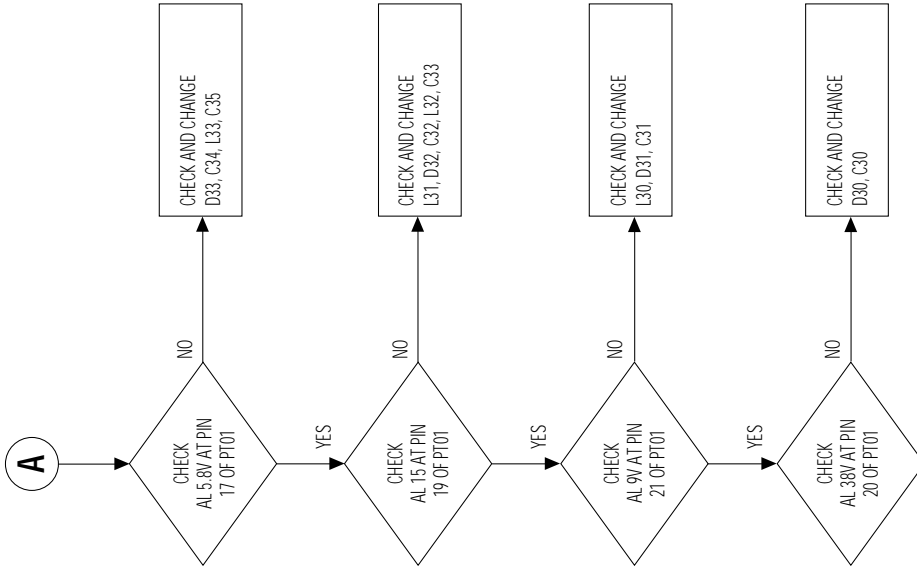 A
CHECK
AL 5.8V AT PIN
17 OF PT01
NO
CHECK AND CHANGE
D33, C34, L33, C35
YES
CHECK
AL 15 AT PIN
19 OF PT01
NO
CHECK AND CHANGE
L31, D32, C32, L32, C33
YES
CHECK
AL 9V AT PIN
21 OF PT01
NO
CHECK AND CHANGE
L30, D31, C31
YES
CHECK
AL 38V AT PIN
20 OF PT01
NO
CHECK AND CHANGE
D30, C30